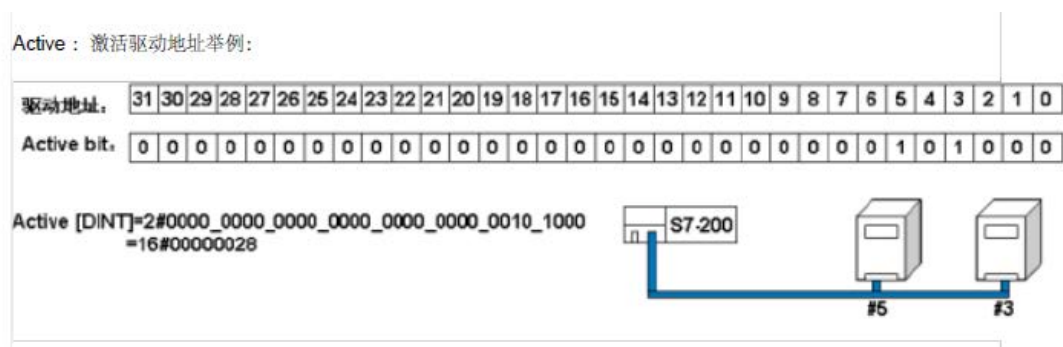 Active： 激活驱动地址举例：
驱动地址： 31 30 29 28 27 26 25 24 23 22 21 20 19 18 17 16 15 14 13 12 11 10 9 8 7 6 5 4 3 2 1 0
Active bit： 0 0 0 0 0 0 0 0 0 0 0 0 0 0 0 0 0 0 0 0 0 0 0 0 0 0 1 0 1 0 0 0
Active [DINT]=2#0000_0000_0000_0000_0000_0000_0010_1000
=16#00000028
S7-200
#5 #3